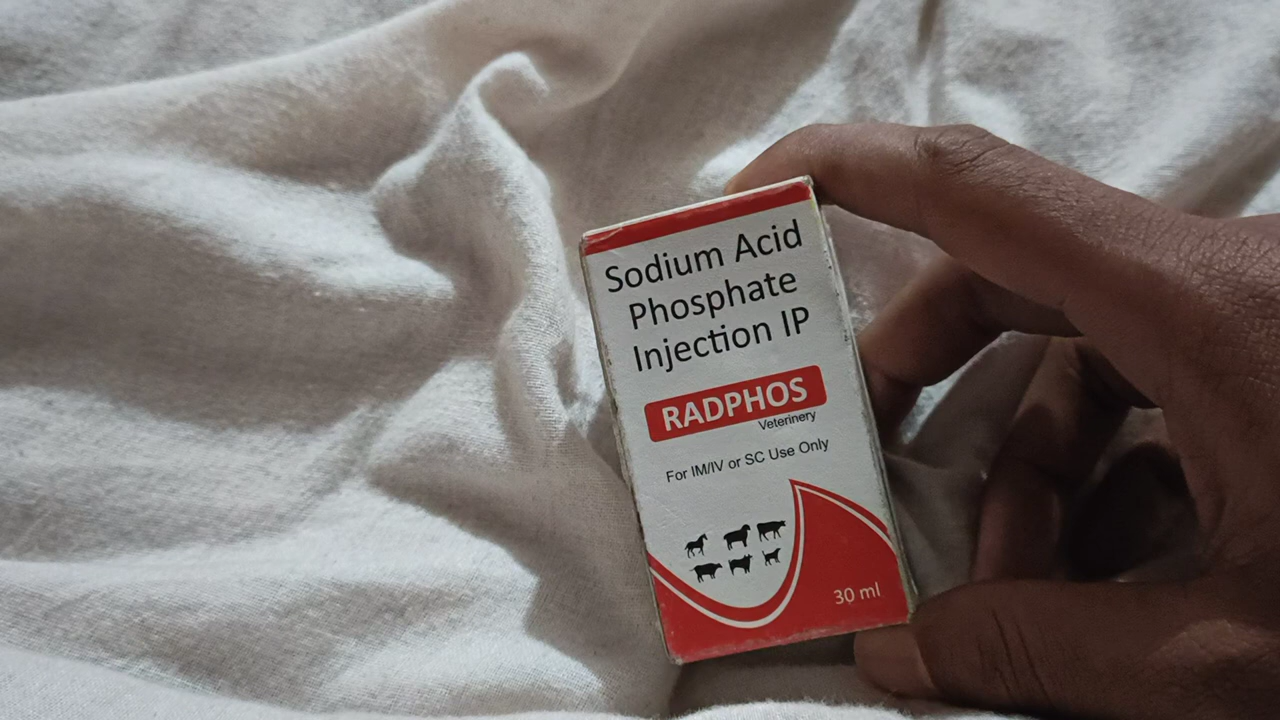 Sodium Acid
Phosphate
Injection IP
RADPHOS
Veterinery
For IM/IV or SC Use Only
30 ml